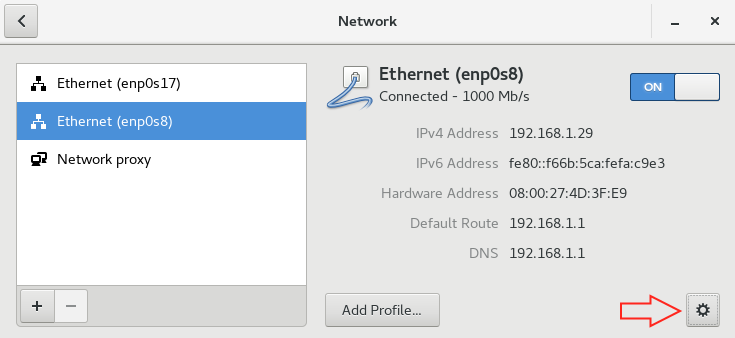 Network
Ethernet (enp0s17)
Ethernet (enp0s8)
Network proxy
Ethernet (enp0s8)
Connected - 1000 Mb/s
ON
IPv4 Address 192.168.1.29
IPv6 Address fe80::f66b:5ca:fefa:c9e3
Hardware Address 08:00:27:4D:3F:E9
Default Route 192.168.1.1
DNS 192.168.1.1
Add Profile...